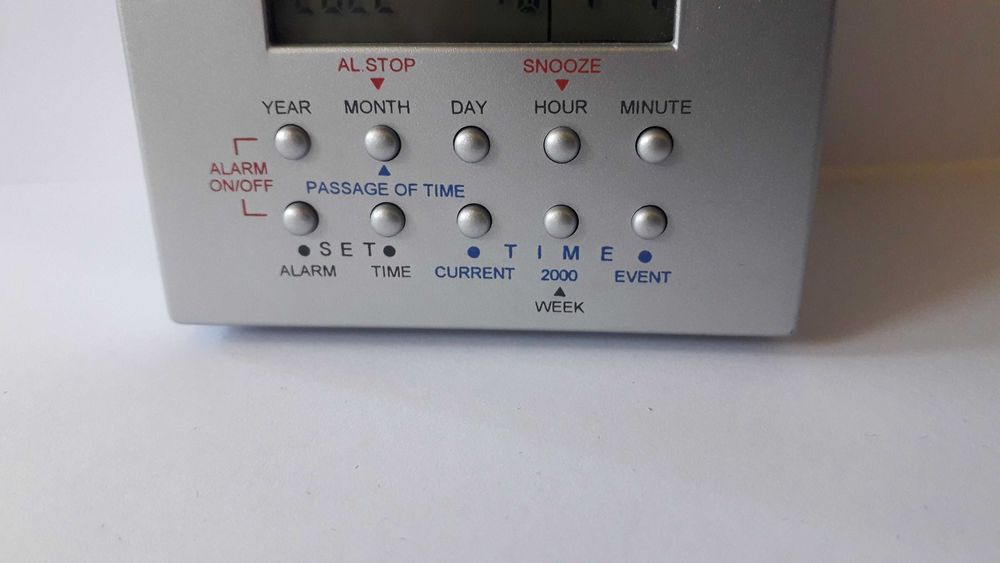 AL.STOP SNOOZE
YEAR MONTH DAY HOUR MINUTE
ALARM
ON/OFF
PASSAGE OF TIME
SET TIME
ALARM TIME CURRENT 2000 EVENT
WEEK